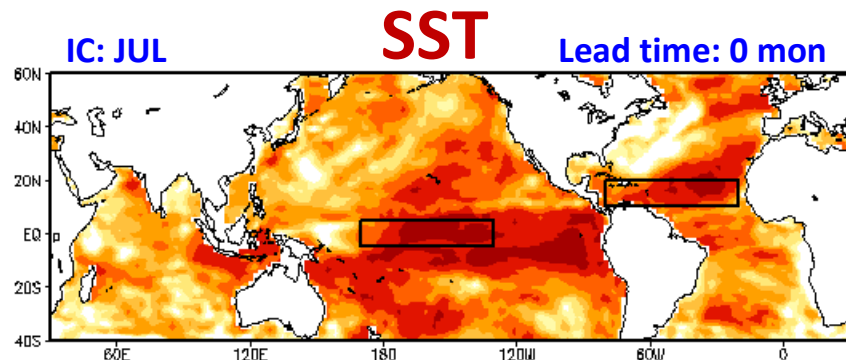 SST
IC: JUL
Lead time: 0 mon
60N
40N
20N
EQ
20S
40S
60E 120E 180 120W 60W 0